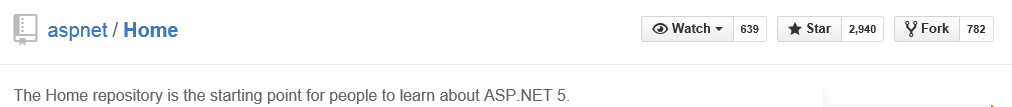 aspnet / Home Watch 639 Star 2,940 Fork 782
The Home repository is the starting point for people to learn about ASP.NET 5.